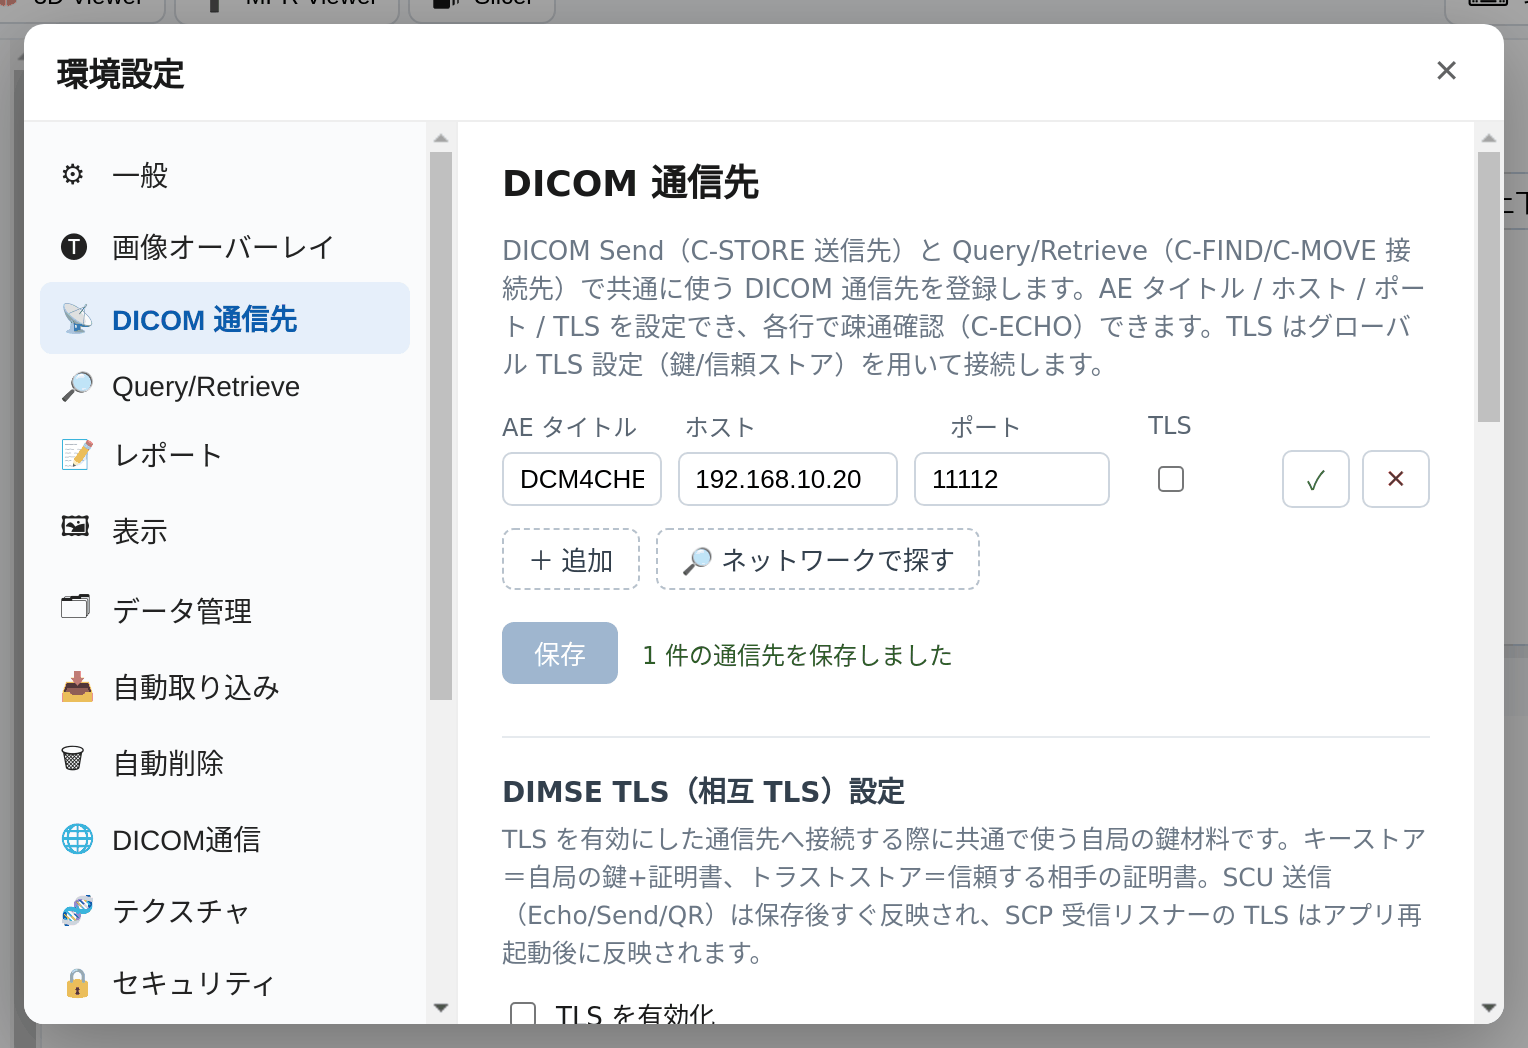 3D Viewer
MPR Viewer
Slicer
環境設定
一般
画像オーバーレイ
DICOM 通信先
Query/Retrieve
レポート
表示
データ管理
自動取り込み
自動削除
DICOM通信
テクスチャ
セキュリティ
DICOM 通信先
DICOM Send（C-STORE 送信先）と Query/Retrieve（C-FIND/C-MOVE 接
続先）で共通に使う DICOM 通信先を登録します。AE タイトル / ホスト / ポー
ト / TLS を設定でき、各行で疎通確認（C-ECHO）できます。TLS はグローバ
ル TLS 設定（鍵/信頼ストア）を用いて接続します。
AE タイトル ホスト ポート TLS
DCM4CHE 192.168.10.20 11112 ✓ ✕
＋ 追加 ネットワークで探す
保存 1 件の通信先を保存しました
DIMSE TLS（相互 TLS）設定
TLS を有効にした通信先へ接続する際に共通で使う自局の鍵材料です。キーストア
＝自局の鍵+証明書、トラストストア＝信頼する相手の証明書。SCU 送信
（Echo/Send/QR）は保存後すぐ反映され、SCP 受信リスナーの TLS はアプリ再
起動後に反映されます。
TLS を有効化